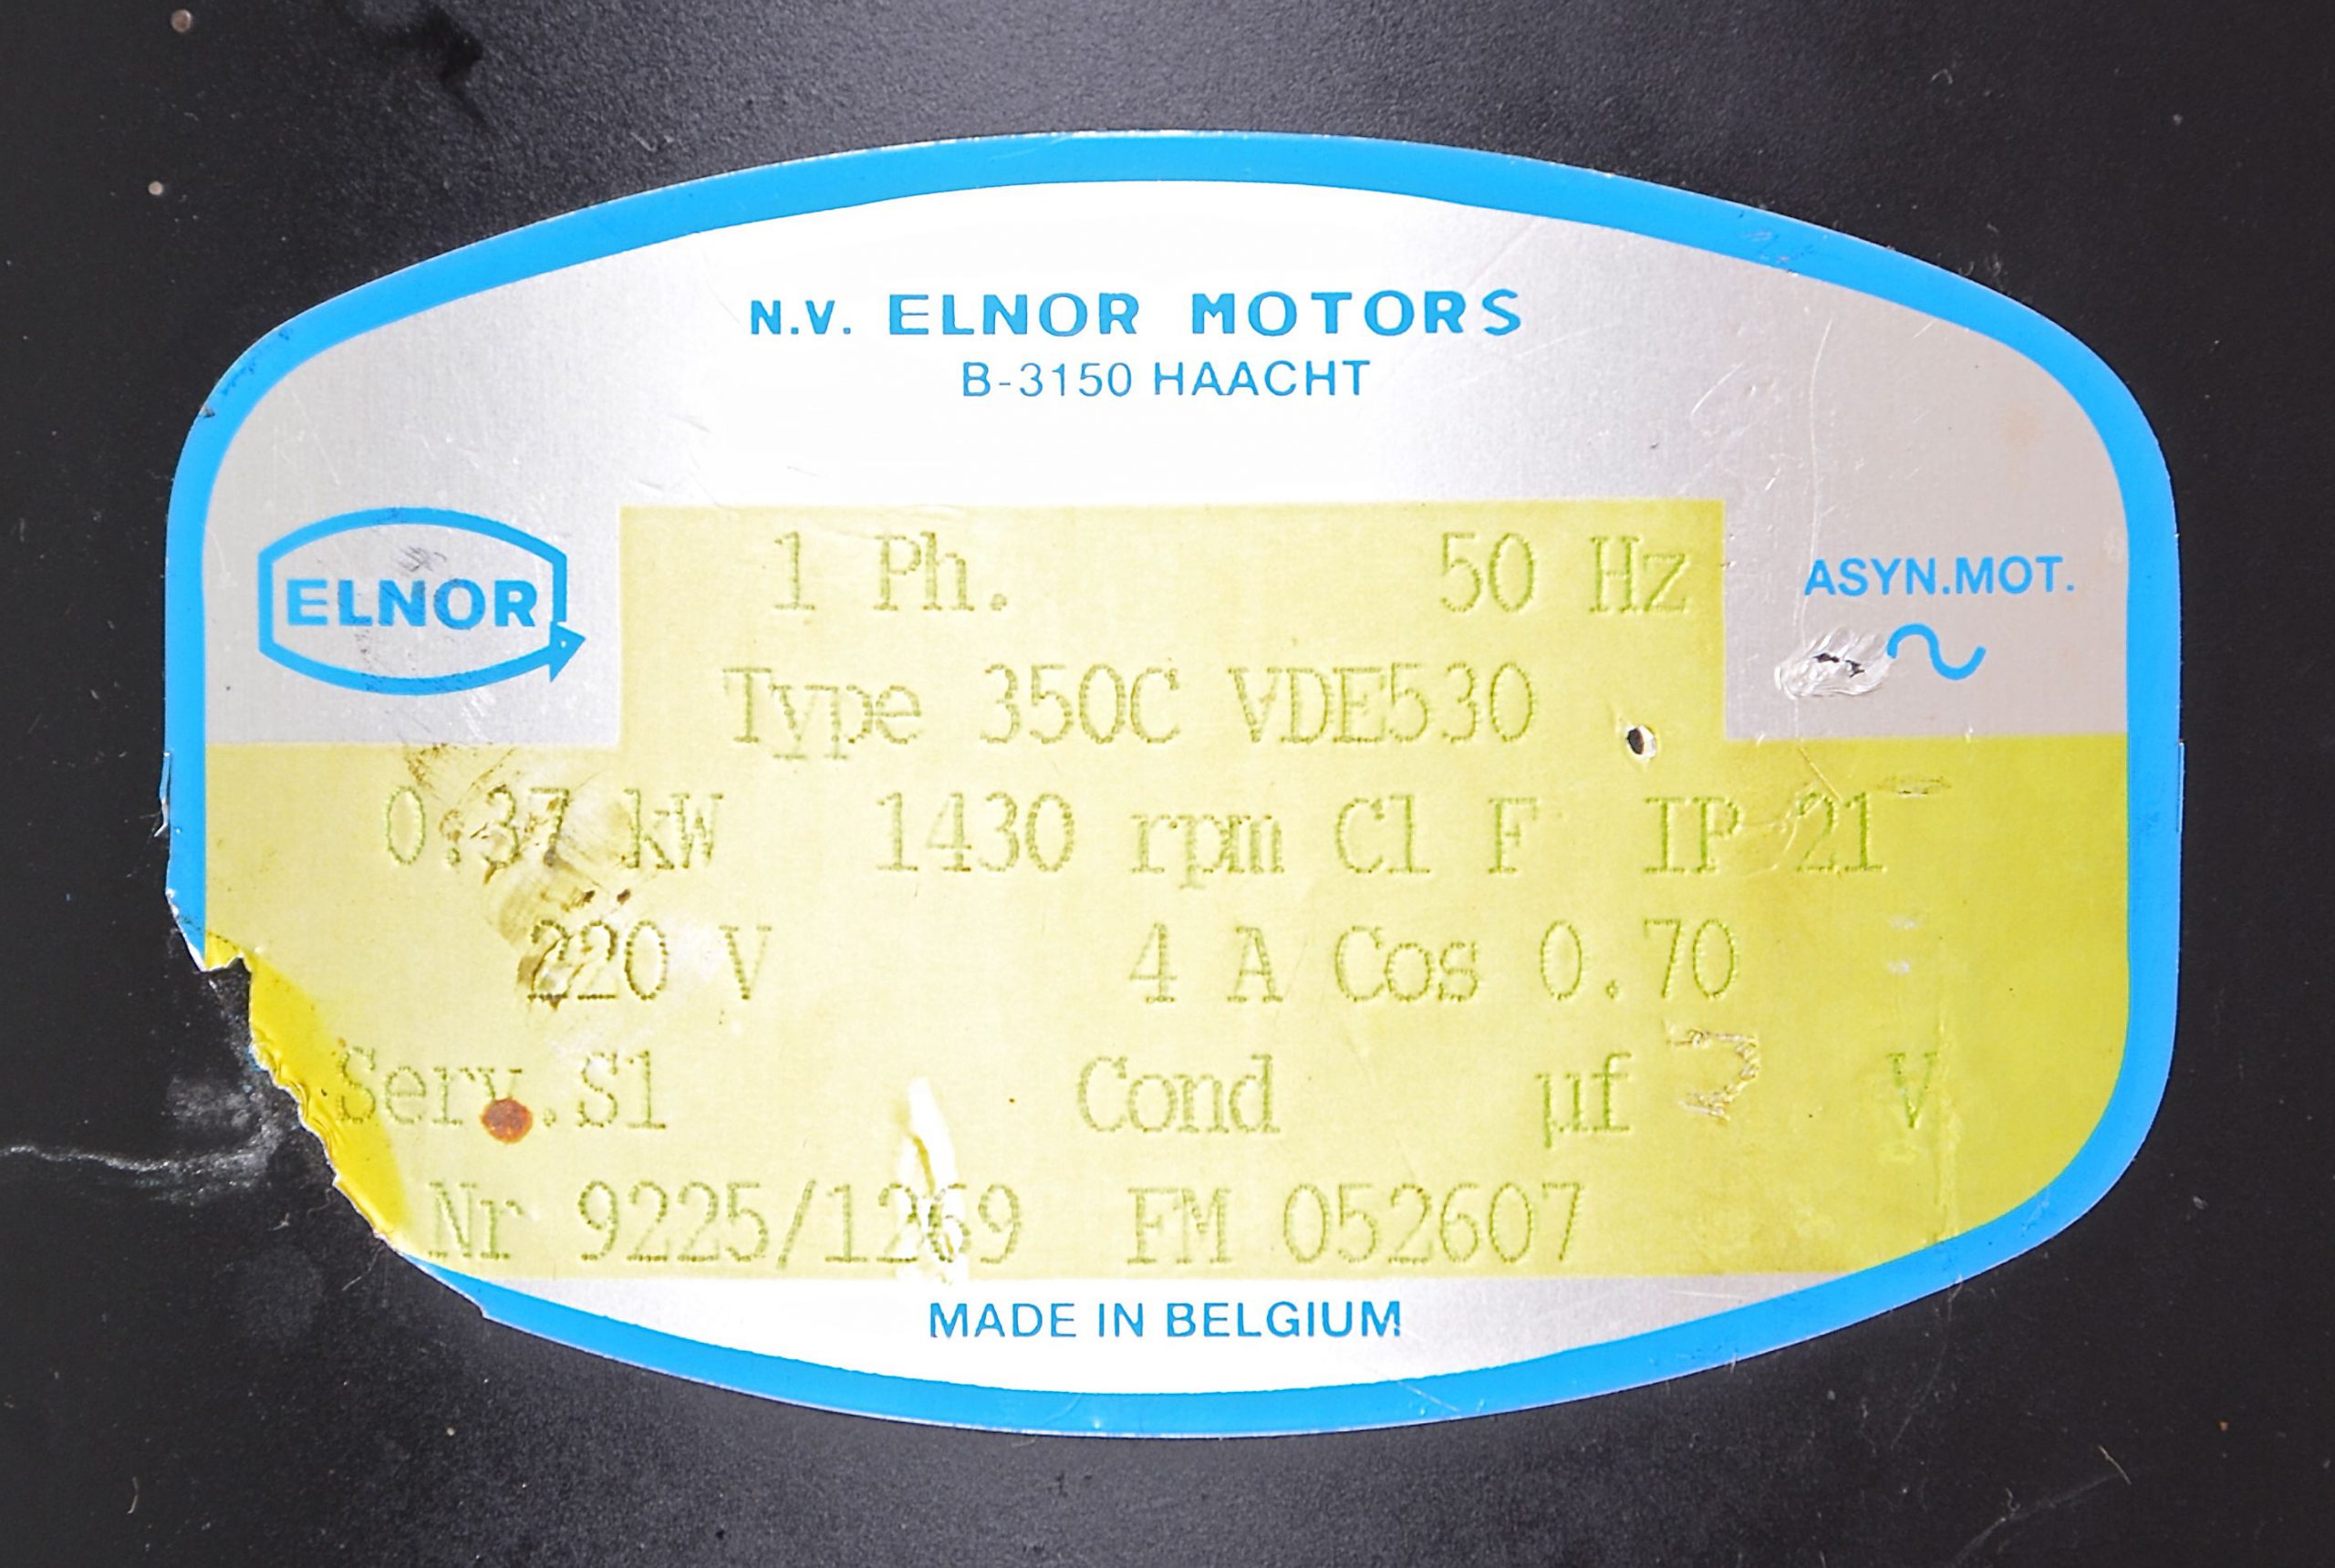 N.V. ELNOR MOTORS
B-3150 HAACHT
ELNOR
1 Ph. 50 Hz
ASYN.MOT.
Type 350C VDE530
0.37 kW 1430 rpm Cl F IP 21
220 V 4 A Cos 0.70
Serv.S1 Cond µf V
Nr 9225/1269 FM 052607
MADE IN BELGIUM